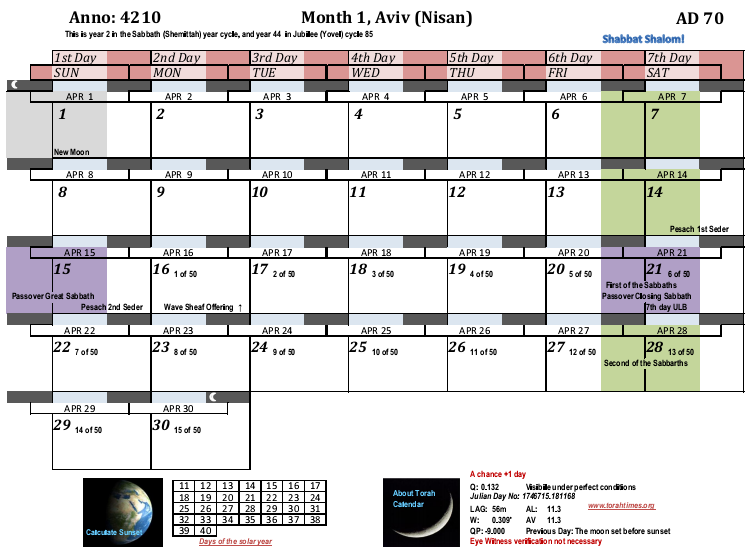 Anno: 4210 Month 1, Aviv (Nisan) AD 70
This is year 2 in the Sabbath (Shemittah) year cycle, and year 44 in Jubillee (Yovel) cycle 85
Shabbat Shalom!
1st Day 2nd Day 3rd Day 4th Day 5th Day 6th Day 7th Day
SUN MON TUE WED THU FRI SAT
APR 1 APR 2 APR 3 APR 4 APR 5 APR 6 APR 7
1 2 3 4 5 6 7
New Moon
APR 8 APR 9 APR 10 APR 11 APR 12 APR 13 APR 14
8 9 10 11 12 13 14
Pesach 1st Seder
APR 15 APR 16 APR 17 APR 18 APR 19 APR 20 APR 21
15 16 1 of 50 17 2 of 50 18 3 of 50 19 4 of 50 20 5 of 50 21 6 of 50
First of the Sabbaths
Passover Great Sabbath Passover Closing Sabbath
Pesach 2nd Seder Wave Sheaf Offering ↑ 7th day ULB
APR 22 APR 23 APR 24 APR 25 APR 26 APR 27 APR 28
22 7 of 50 23 8 of 50 24 9 of 50 25 10 of 50 26 11 of 50 27 12 of 50 28 13 of 50
Second of the Sabbarths
APR 29 APR 30
29 14 of 50 30 15 of 50
Calculate Sunset
11 12 13 14 15 16 17
18 19 20 21 22 23 24
25 26 27 28 29 30 31
32 33 34 35 36 37 38
39 40
Days of the solar year
About Torah
Calendar
A chance +1 day
Q: 0.132 Visibiile under perfect conditions
Julian Day No: 1746715.181168
LAG: 56m AL: 11.3 www.torahtimes.org
W: 0.309' AV 11.3
QP: -9.000 Previous Day: The moon set before sunset
Eye Witness verification not necessary